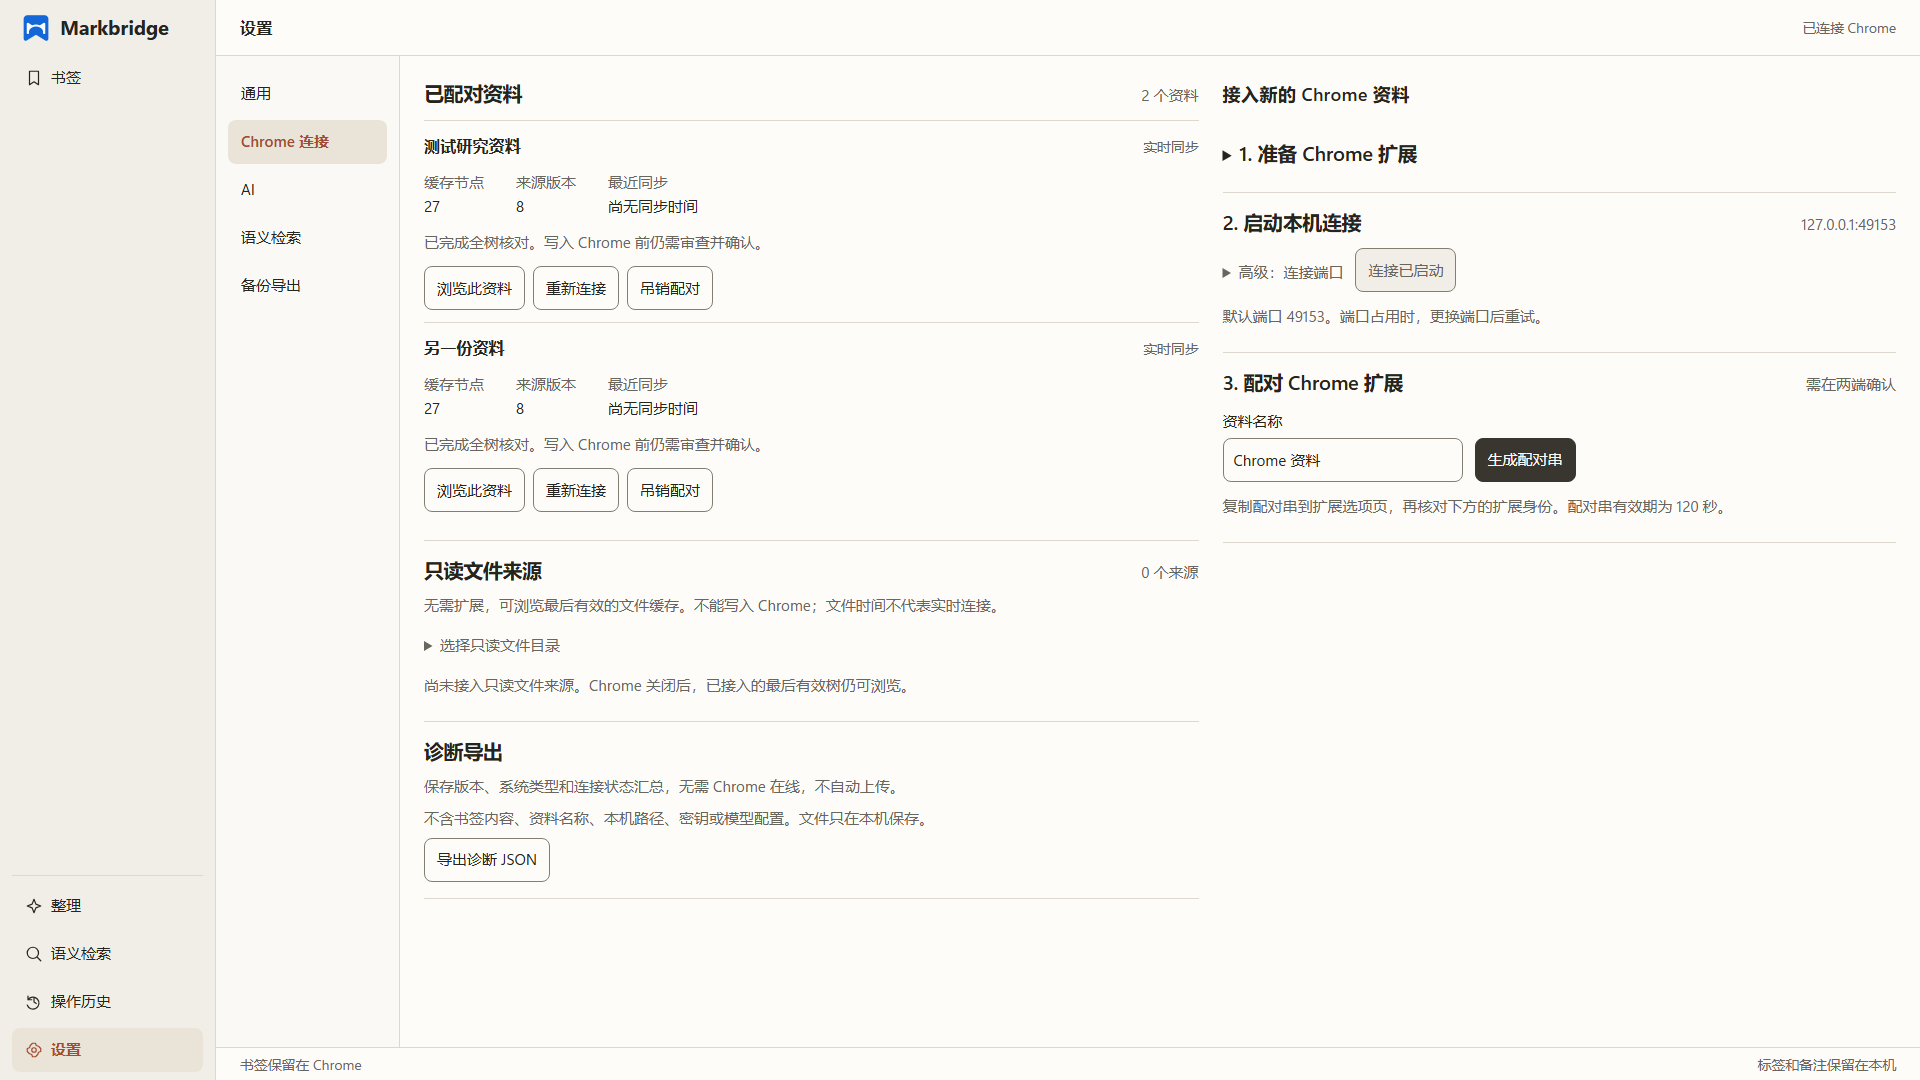 Markbridge
书签
整理
语义检索
操作历史
设置
设置
已连接 Chrome
通用
Chrome 连接
AI
语义检索
备份导出
已配对资料
2 个资料
测试研究资料
实时同步
缓存节点 来源版本 最近同步
27 8 尚无同步时间
已完成全树核对。写入 Chrome 前仍需审查并确认。
浏览此资料 重新连接 吊销配对
另一份资料
实时同步
缓存节点 来源版本 最近同步
27 8 尚无同步时间
已完成全树核对。写入 Chrome 前仍需审查并确认。
浏览此资料 重新连接 吊销配对
只读文件来源
0 个来源
无需扩展，可浏览最后有效的文件缓存。不能写入 Chrome；文件时间不代表实时连接。
选择只读文件目录
尚未接入只读文件来源。Chrome 关闭后，已接入的最后有效树仍可浏览。
诊断导出
保存版本、系统类型和连接状态汇总，无需 Chrome 在线，不自动上传。
不含书签内容、资料名称、本机路径、密钥或模型配置。文件只在本机保存。
导出诊断 JSON
接入新的 Chrome 资料
1. 准备 Chrome 扩展
2. 启动本机连接
127.0.0.1:49153
高级：连接端口 连接已启动
默认端口 49153。端口占用时，更换端口后重试。
3. 配对 Chrome 扩展
需在两端确认
资料名称
Chrome 资料 生成配对串
复制配对串到扩展选项页，再核对下方的扩展身份。配对串有效期为 120 秒。
书签保留在 Chrome
标签和备注保留在本机